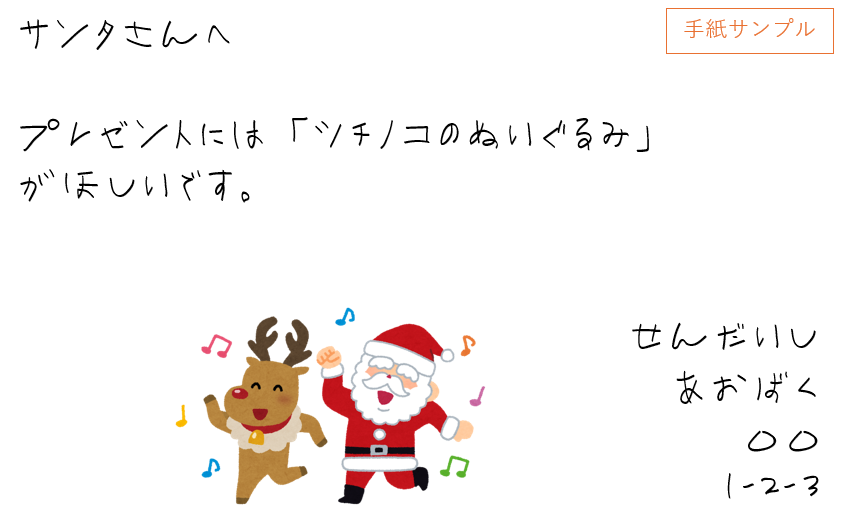 サンタさんへ
手紙サンプル
プレゼントには「ツチノコのぬいぐるみ」
がほしいです。
せんだいし
あおばく
〇〇
1-2-3